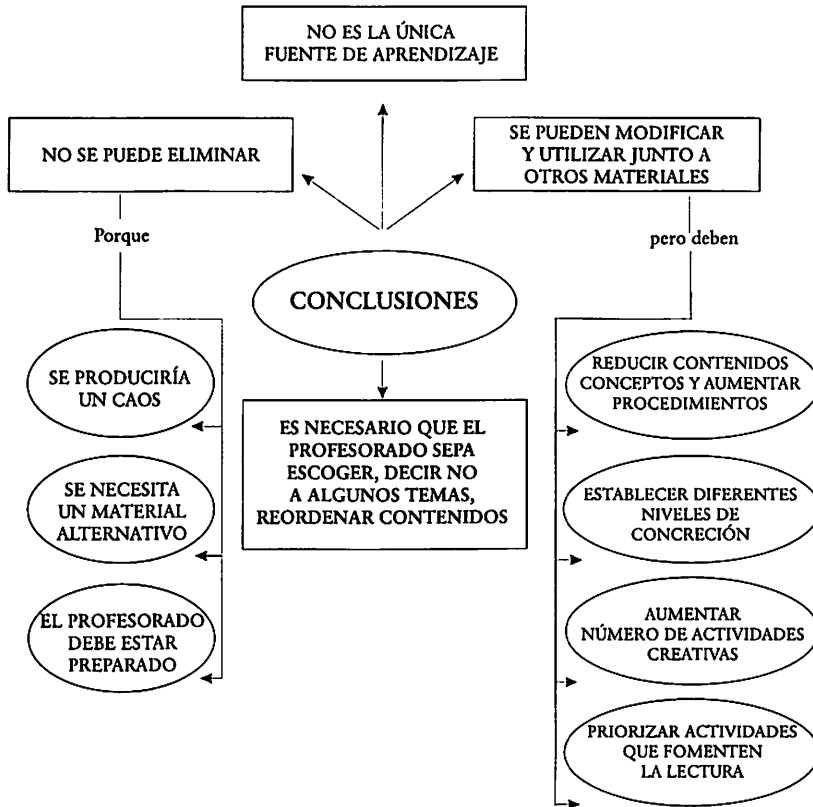 NO ES LA ÚNICA
FUENTE DE APRENDIZAJE
NO SE PUEDE ELIMINAR
SE PUEDEN MODIFICAR
Y UTILIZAR JUNTO A
OTROS MATERIALES
Porque
pero deben
CONCLUSIONES
SE PRODUCIRÍA
UN CAOS
SE NECESITA
UN MATERIAL
ALTERNATIVO
EL PROFESORADO
DEBE ESTAR
PREPARADO
ES NECESARIO QUE EL
PROFESORADO SEPA
ESCOGER, DECIR NO
A ALGUNOS TEMAS,
REORDENAR CONTENIDOS
REDUCIR CONTENIDOS
CONCEPTOS Y AUMENTAR
PROCEDIMIENTOS
ESTABLECER DIFERENTES
NIVELES DE
CONCRECIÓN
AUMENTAR
NÚMERO DE ACTIVIDADES
CREATIVAS
PRIORIZAR ACTIVIDADES
QUE FOMENTEN
LA LECTURA